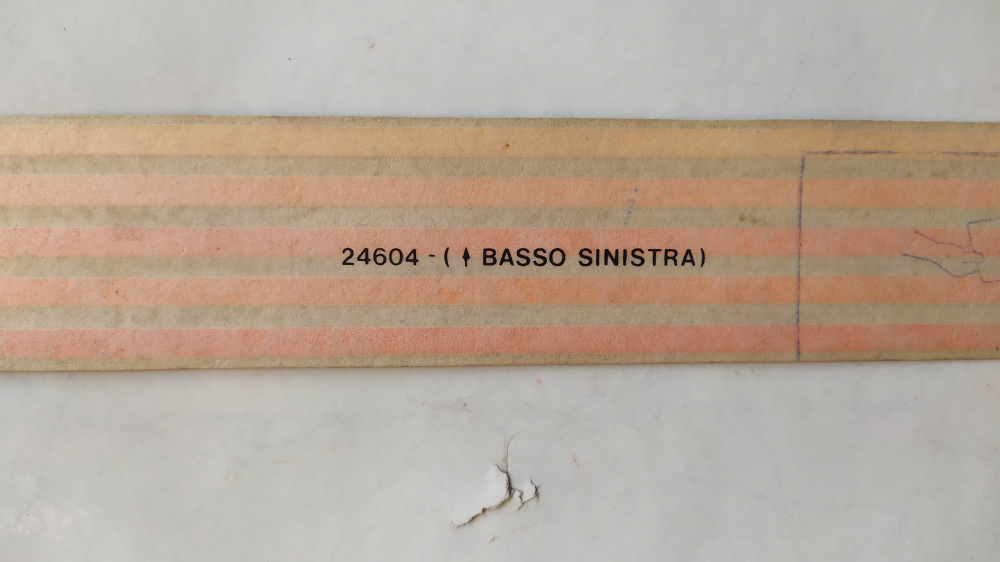 24604 - (↑ BASSO SINISTRA)